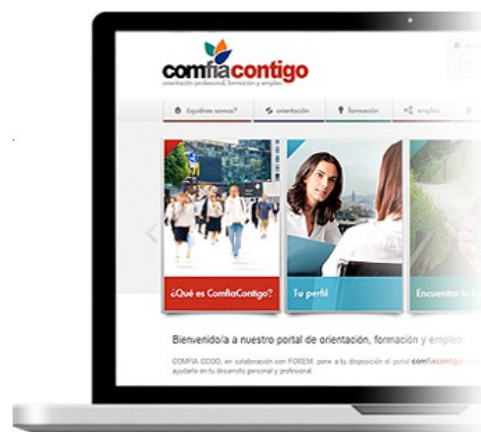 comfiacontigo
orientación profesional, formación y empleo
¿quiénes somos?
orientación
formación
empleo
¿Qué es ComfiaContigo?
Tu perfil
Encuentra tu
Bienvenido/a a nuestro portal de orientación, formación y empleo
COMFIA CCOO, en colaboración con FOREM, pone a tu disposición el portal comfiacontigo
ayudarte en tu desarrollo personal y profesional.